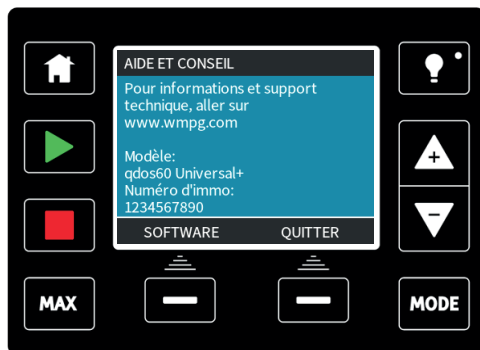 AIDE ET CONSEIL
Pour informations et support
technique, aller sur
www.wmpg.com
Modèle:
qdos60 Universal+
Numéro d'immo:
1234567890
SOFTWARE QUITTER
+
−
MAX
MODE